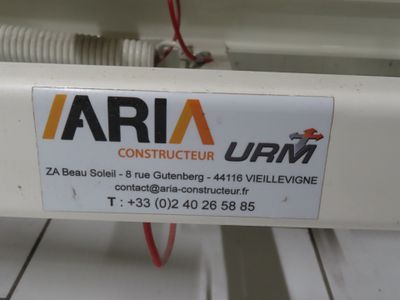 ARIA
CONSTRUCTEUR URM
ZA Beau Soleil - 8 rue Gutenberg - 44116 VIEILLEVIGNE
contact@aria-constructeur.fr
T : +33 (0)2 40 26 58 85